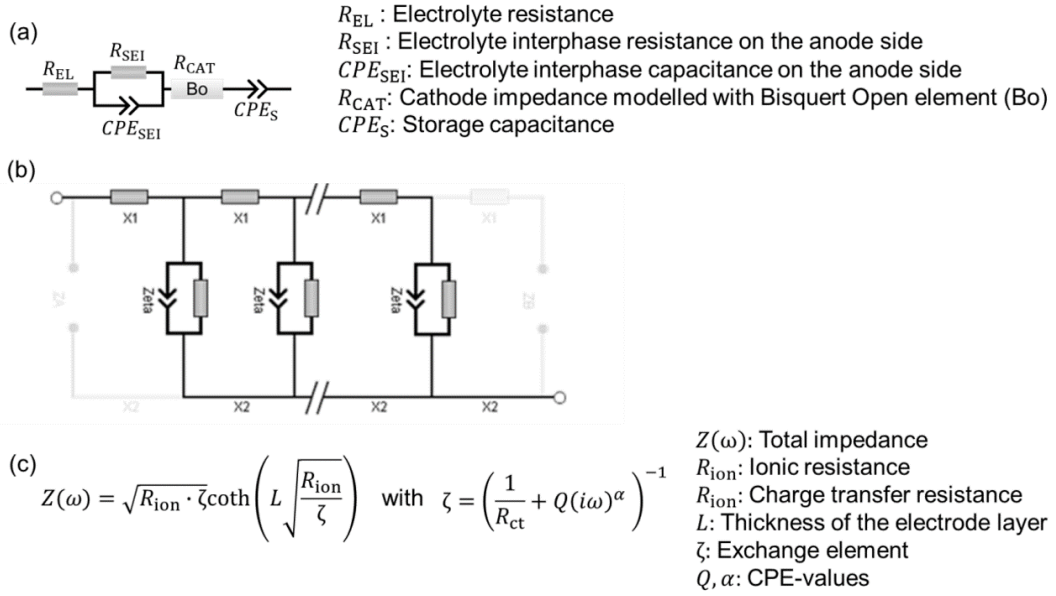 (a)
R_EL
R_SEI
CPE_SEI
R_CAT
Bo
CPE_S
R_EL : Electrolyte resistance
R_SEI : Electrolyte interphase resistance on the anode side
CPE_SEI: Electrolyte interphase capacitance on the anode side
R_CAT: Cathode impedance modelled with Bisquert Open element (Bo)
CPE_S: Storage capacitance
(b)
X1 X1 X1 X1
ZA Zeta Zeta Zeta ZB
X2 X2 X2 X2
(c)
Z(ω) = √(R_ion · ζ) coth(L √(R_ion/ζ)) with ζ = (1/R_ct + Q(iω)^α)^−1
Z(ω): Total impedance
R_ion: Ionic resistance
R_ion: Charge transfer resistance
L: Thickness of the electrode layer
ζ: Exchange element
Q, α: CPE-values